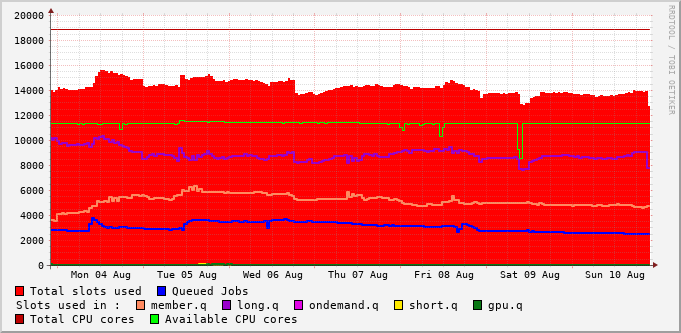 RRDTOOL / TOBI OETIKER
20000
18000
16000
14000
12000
10000
8000
6000
4000
2000
0
Mon 04 Aug Tue 05 Aug Wed 06 Aug Thu 07 Aug Fri 08 Aug Sat 09 Aug Sun 10 Aug
Total slots used Queued Jobs
Slots used in : member.q long.q ondemand.q short.q gpu.q
Total CPU cores Available CPU cores